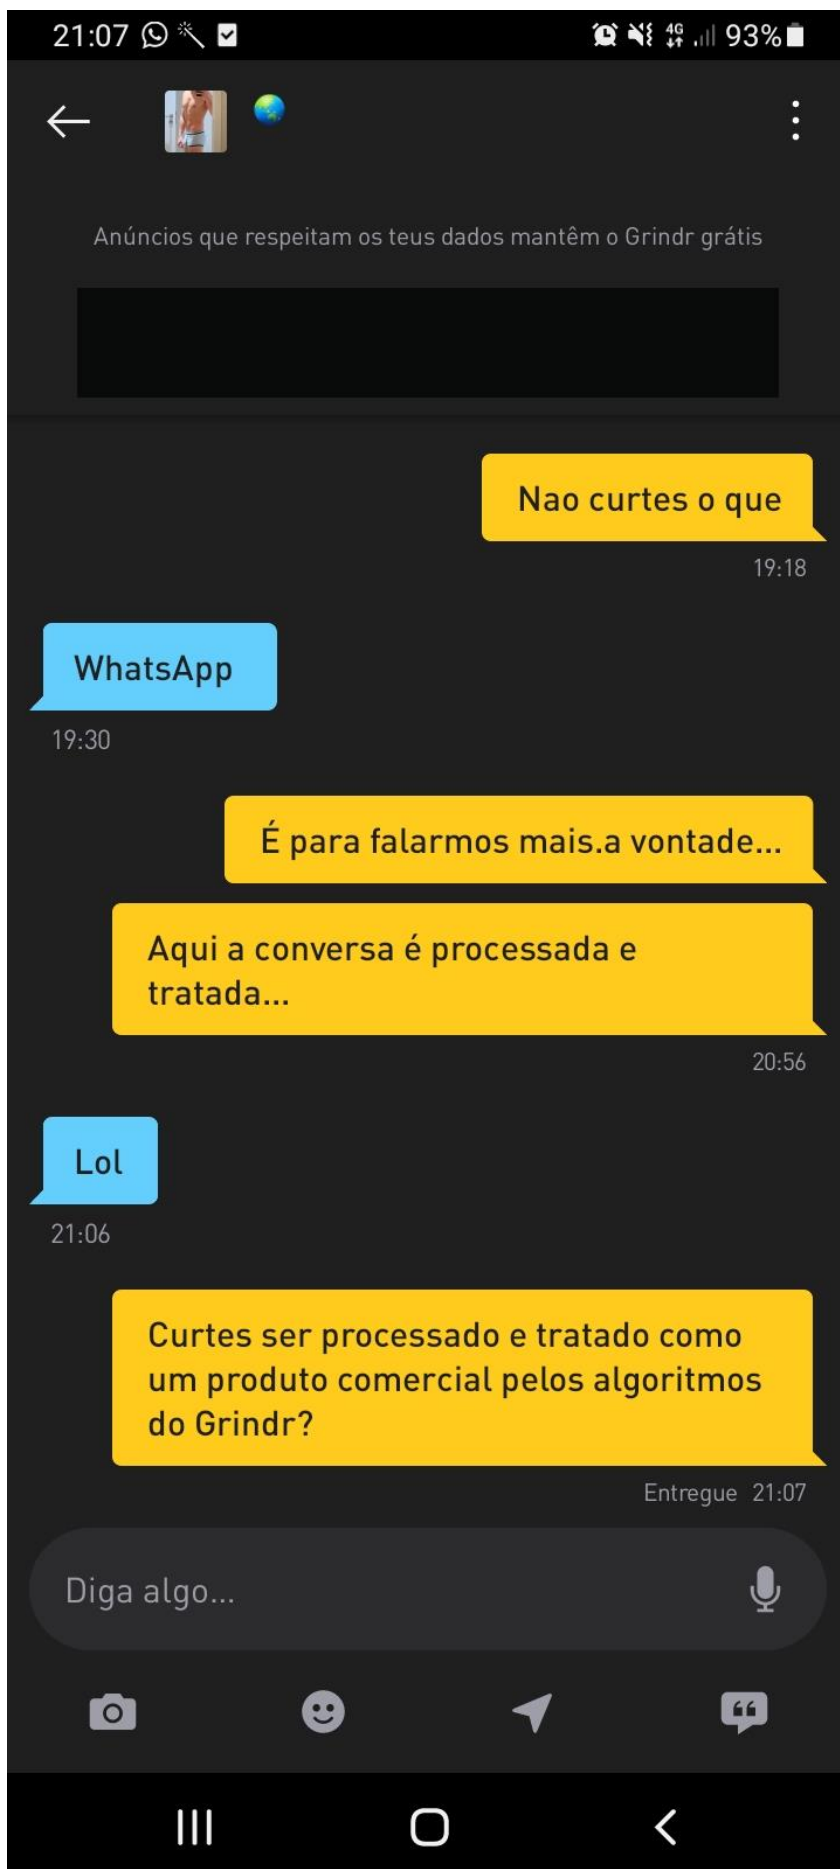 21:07
4G 93%
Anúncios que respeitam os teus dados mantêm o Grindr grátis
Nao curtes o que
19:18
WhatsApp
19:30
É para falarmos mais.a vontade...
Aqui a conversa é processada e
tratada...
20:56
Lol
21:06
Curtes ser processado e tratado como
um produto comercial pelos algoritmos
do Grindr?
Entregue 21:07
Diga algo...